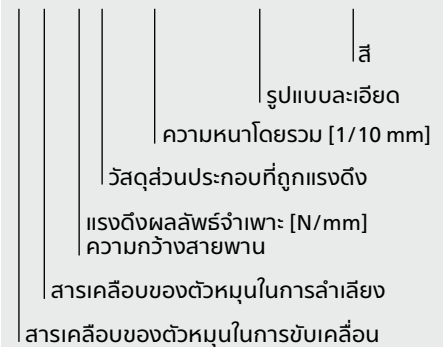 สี
รูปแบบละเอียด
ความหนาโดยรวม [1/10 mm]
วัสดุส่วนประกอบที่ถูกแรงดึง
แรงดึงผลลัพธ์จำเพาะ [N/mm]
ความกว้างสายพาน
สารเคลือบของตัวหมุนในการลำเลียง
สารเคลือบของตัวหมุนในการขับเคลื่อน